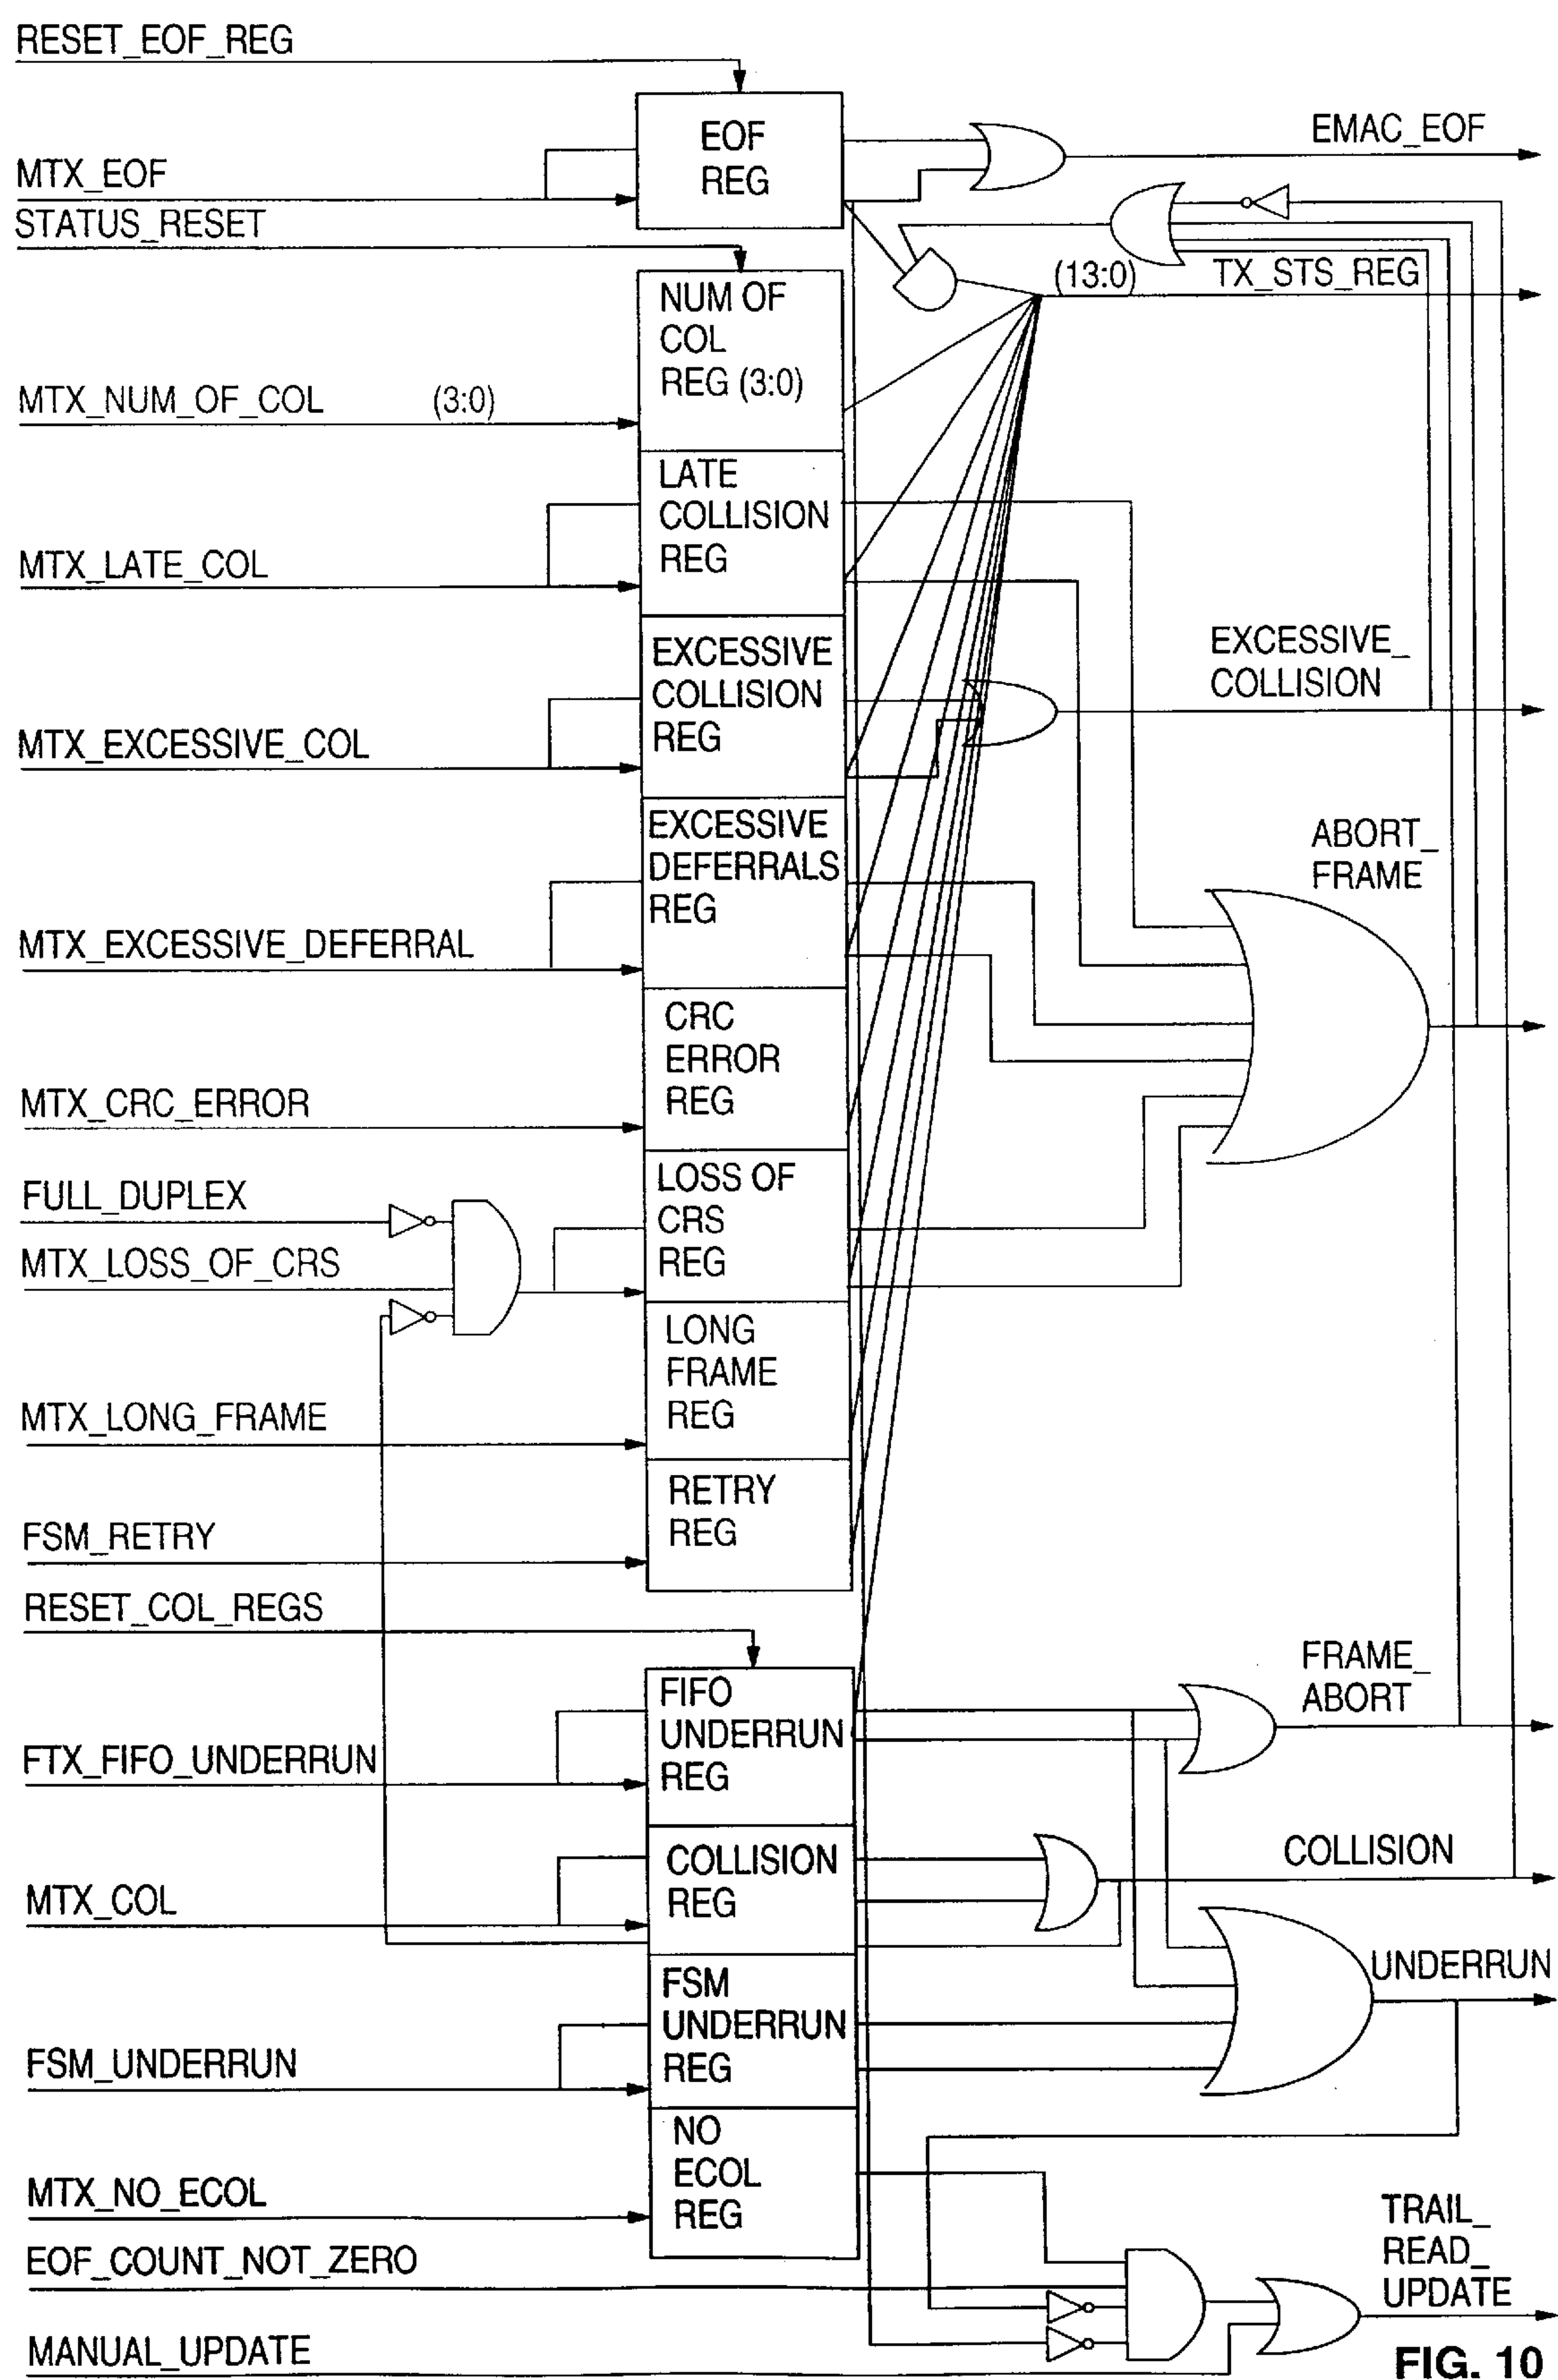 RESET_EOF_REG
EOF
REG
EMAC_EOF
MTX_EOF
STATUS_RESET
(13:0)
TX_STS_REG
NUM OF
COL
REG (3:0)
MTX_NUM_OF_COL (3:0)
LATE
COLLISION
REG
MTX_LATE_COL
EXCESSIVE_
COLLISION
EXCESSIVE
COLLISION
REG
MTX_EXCESSIVE_COL
EXCESSIVE
DEFERRALS
REG
ABORT_
FRAME
MTX_EXCESSIVE_DEFERRAL
CRC
ERROR
REG
MTX_CRC_ERROR
LOSS OF
CRS
REG
FULL_DUPLEX
MTX_LOSS_OF_CRS
LONG
FRAME
REG
MTX_LONG_FRAME
RETRY
REG
FSM_RETRY
RESET_COL_REGS
FIFO
UNDERRUN
REG
FRAME_
ABORT
FTX_FIFO_UNDERRUN
COLLISION
REG
COLLISION
MTX_COL
FSM
UNDERRUN
REG
UNDERRUN
FSM_UNDERRUN
NO
ECOL
REG
MTX_NO_ECOL
EOF_COUNT_NOT_ZERO
TRAIL_
READ_
UPDATE
MANUAL_UPDATE
FIG. 10